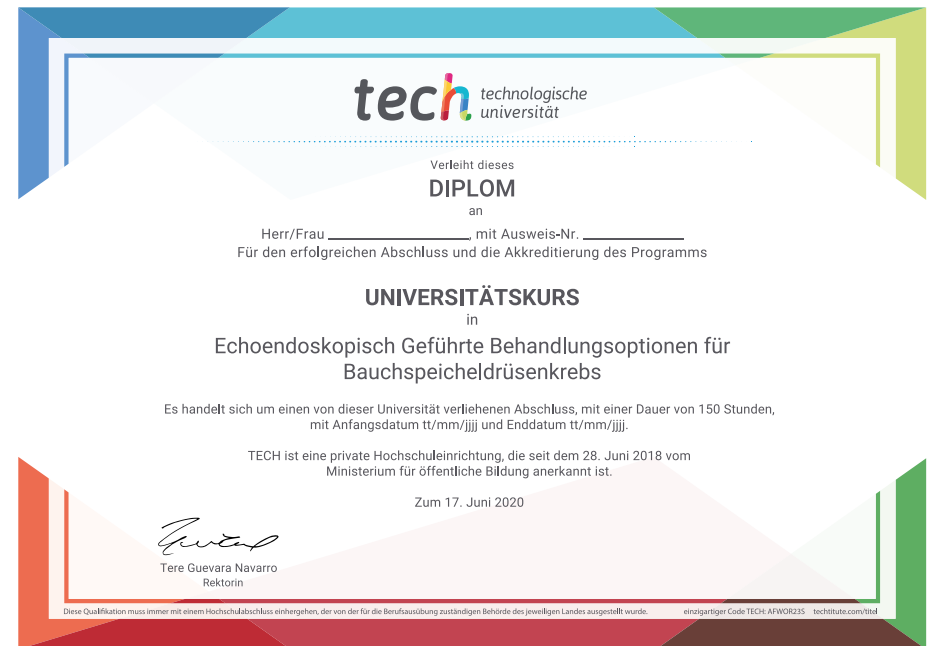 tech technologische
universität
Verleiht dieses
DIPLOM
an
Herr/Frau ____________________, mit Ausweis-Nr. ______________
Für den erfolgreichen Abschluss und die Akkreditierung des Programms
UNIVERSITÄTSKURS
in
Echoendoskopisch Geführte Behandlungsoptionen für
Bauchspeicheldrüsenkrebs
Es handelt sich um einen von dieser Universität verliehenen Abschluss, mit einer Dauer von 150 Stunden,
mit Anfangsdatum tt/mm/jjjj und Enddatum tt/mm/jjjj.
TECH ist eine private Hochschuleinrichtung, die seit dem 28. Juni 2018 vom
Ministerium für öffentliche Bildung anerkannt ist.
Zum 17. Juni 2020
Tere Guevara Navarro
Rektorin
Diese Qualifikation muss immer mit einem Hochschulabschluss einhergehen, der von der für die Berufsausübung zuständigen Behörde des jeweiligen Landes ausgestellt wurde. einzigartiger Code TECH: AFWOR23S techtitute.com/titel